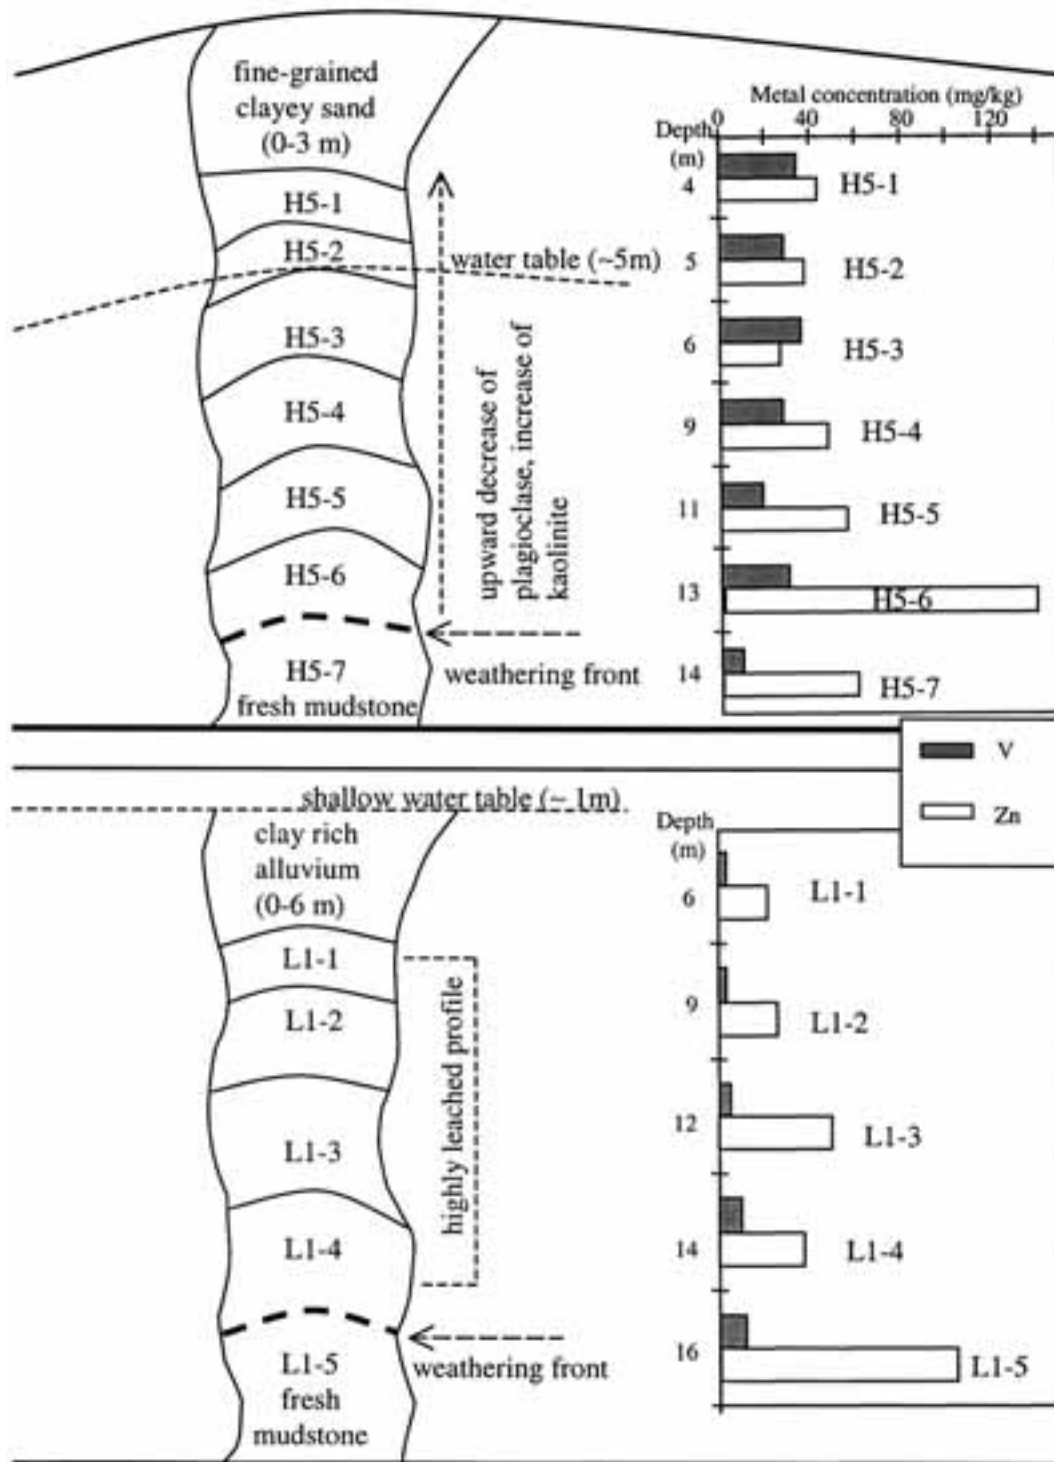 fine-grained
clayey sand
(0-3 m)
H5-1
H5-2
water table (~5m)
H5-3
H5-4
H5-5
H5-6
upward decrease of
plagioclase, increase of
kaolinite
weathering front
H5-7
fresh mudstone
Metal concentration (mg/kg)
0 40 80 120
Depth
(m)
4
H5-1
5
H5-2
6
H5-3
9
H5-4
11
H5-5
13
H5-6
14
H5-7
V
Zn
shallow water table (~ 1m)
clay rich
alluvium
(0-6 m)
L1-1
L1-2
L1-3
L1-4
highly leached profile
weathering front
L1-5
fresh
mudstone
Depth
(m)
6
L1-1
9
L1-2
12
L1-3
14
L1-4
16
L1-5